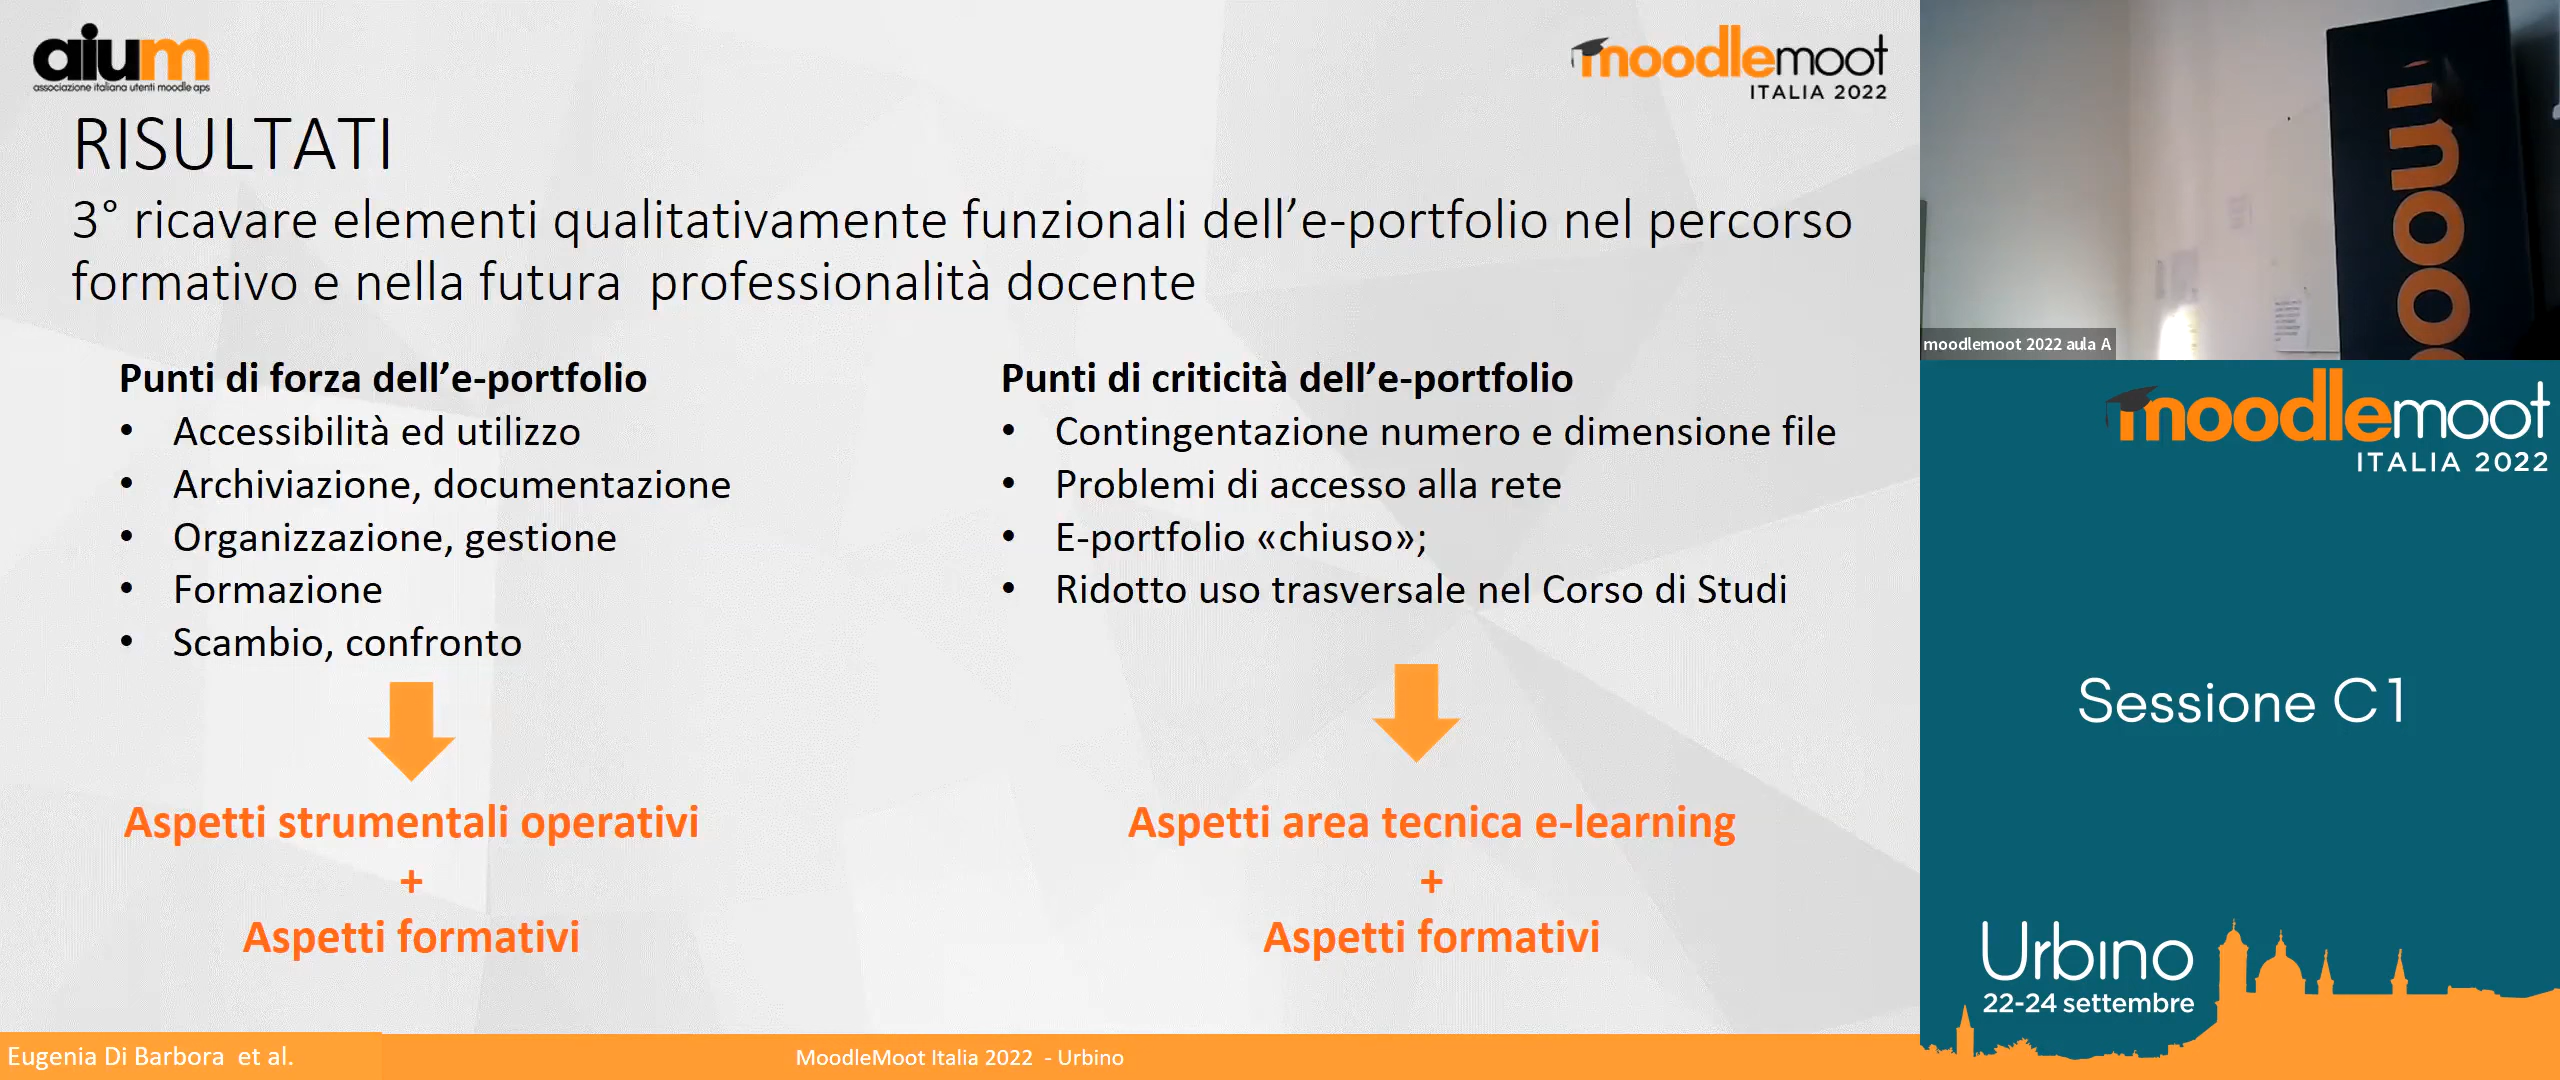 aium
associazione italiana utenti moodle aps
moodlemoot
ITALIA 2022
RISULTATI
3° ricavare elementi qualitativamente funzionali dell’e-portfolio nel percorso
formativo e nella futura  professionalità docente
Punti di forza dell’e-portfolio
• Accessibilità ed utilizzo
• Archiviazione, documentazione
• Organizzazione, gestione
• Formazione
• Scambio, confronto
Aspetti strumentali operativi
+
Aspetti formativi
Punti di criticità dell’e-portfolio
• Contingentazione numero e dimensione file
• Problemi di accesso alla rete
• E-portfolio «chiuso»;
• Ridotto uso trasversale nel Corso di Studi
Aspetti area tecnica e-learning
+
Aspetti formativi
Eugenia Di Barbora  et al.
MoodleMoot Italia 2022  - Urbino
moodlemoot 2022 aula A
moodlemoot
ITALIA 2022
Sessione C1
Urbino
22-24 settembre